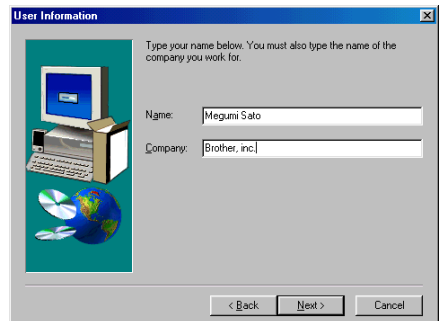 User Information
Type your name below. You must also type the name of the
company you work for.
Name: Megumi Sato
Company: Brother, inc.
< Back Next > Cancel